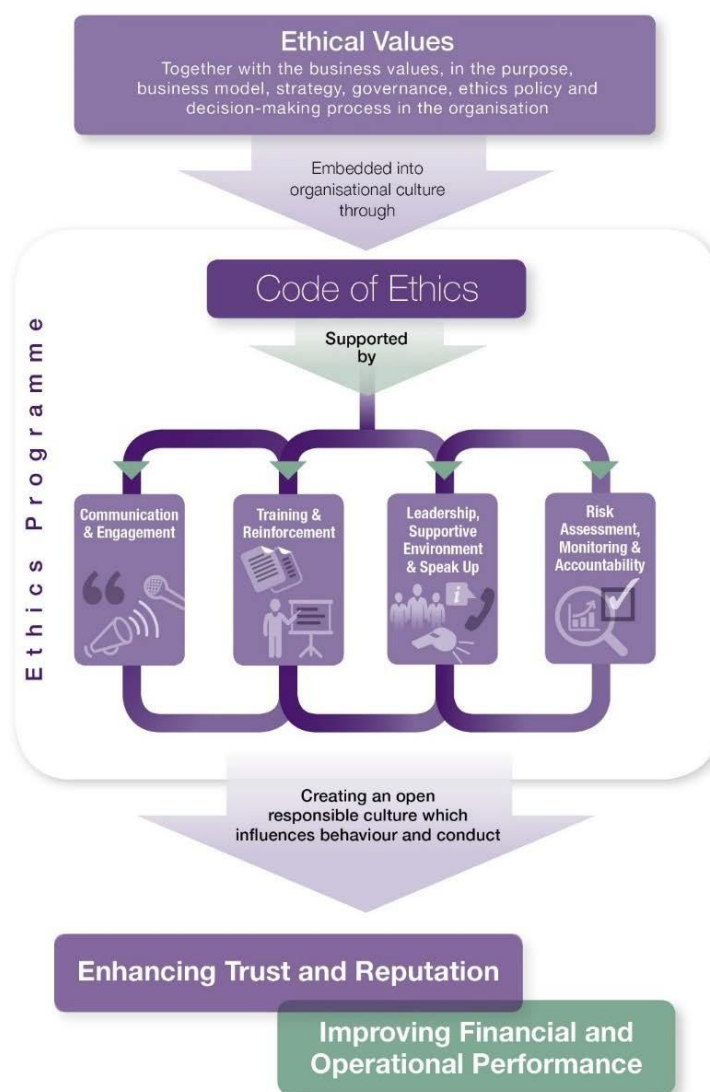 Ethical Values
Together with the business values, in the purpose,
business model, strategy, governance, ethics policy and
decision-making process in the organisation
Embedded into
organisational culture
through
Ethics Programme
Code of Ethics
Supported
by
Communication
& Engagement
Training &
Reinforcement
Leadership,
Supportive
Environment
& Speak Up
Risk
Assessment,
Monitoring &
Accountability
Creating an open
responsible culture which
influences behaviour and conduct
Enhancing Trust and Reputation
Improving Financial and
Operational Performance